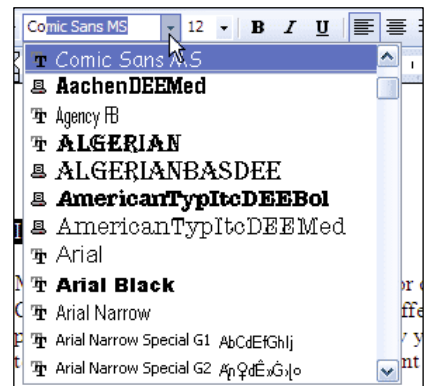 Comic Sans MS 12 B I U
Comic Sans MS
AachenDEEMed
Agency FB
ALGERIAN
ALGERIANBASDEE
AmericanTypItcDEEBol
AmericanTypItcDEEMed
Arial
Arial Black
Arial Narrow
Arial Narrow Special G1 AbCdEfGhIj
Arial Narrow Special G2